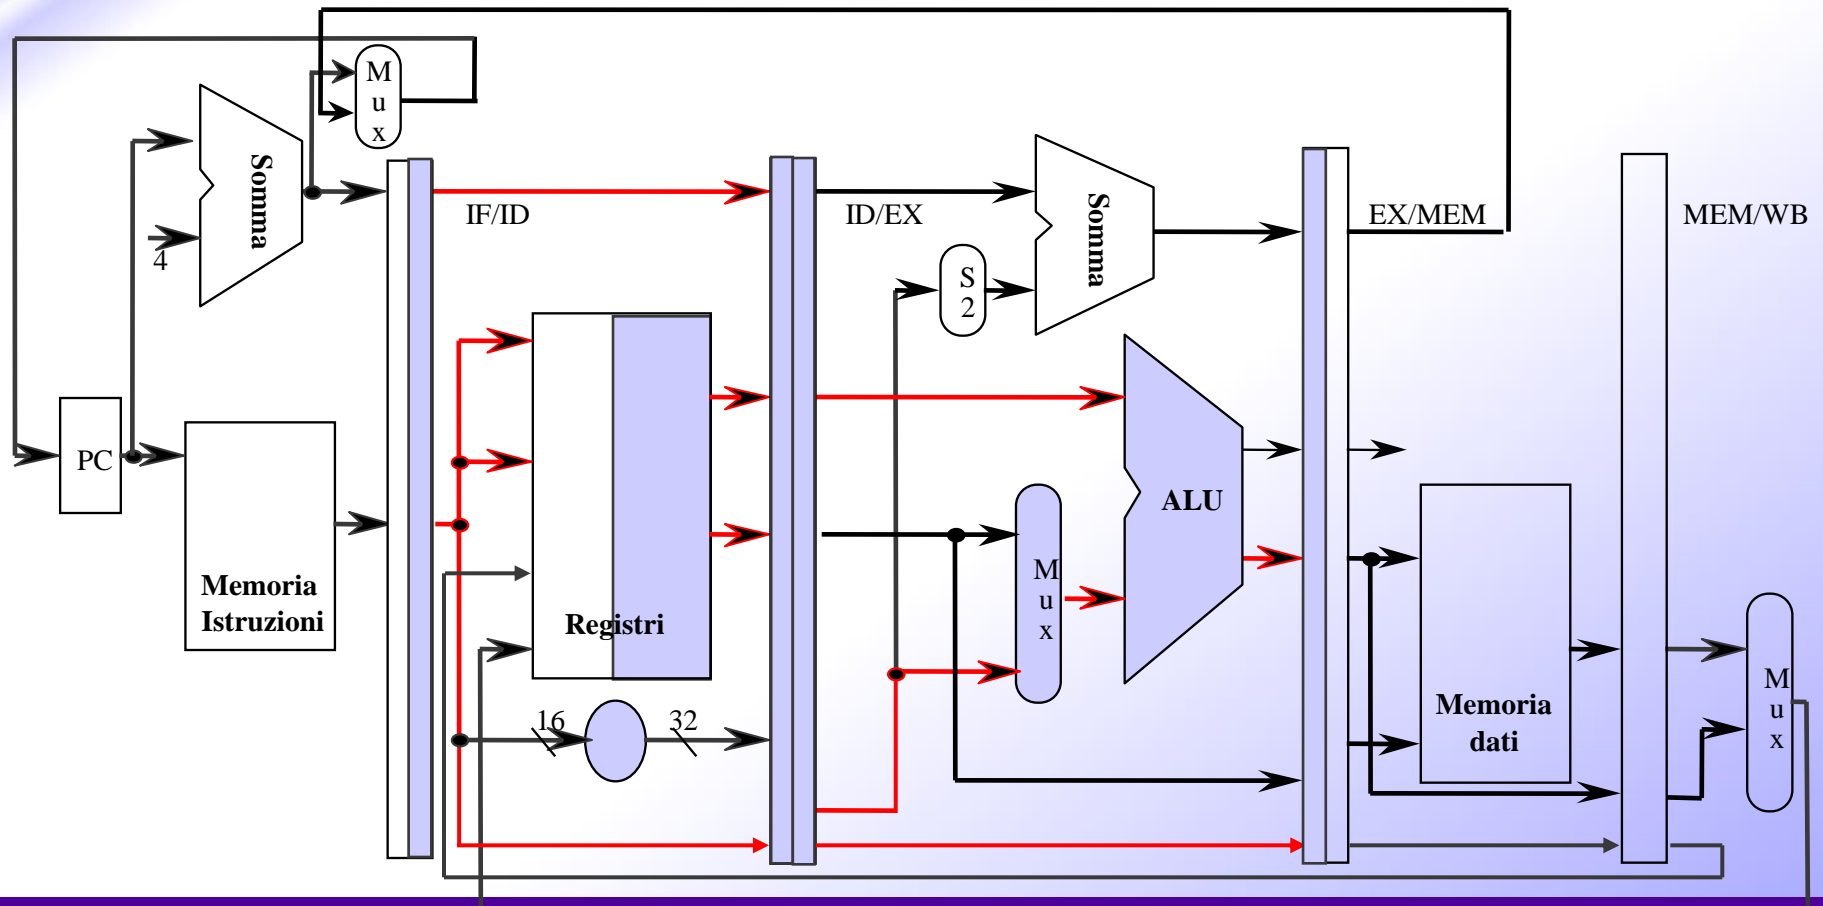 M
u
x
Somma
4
IF/ID
ID/EX
EX/MEM
MEM/WB
Somma
S
2
PC
Memoria
Istruzioni
Registri
ALU
M
u
x
16
32
Memoria
dati
M
u
x